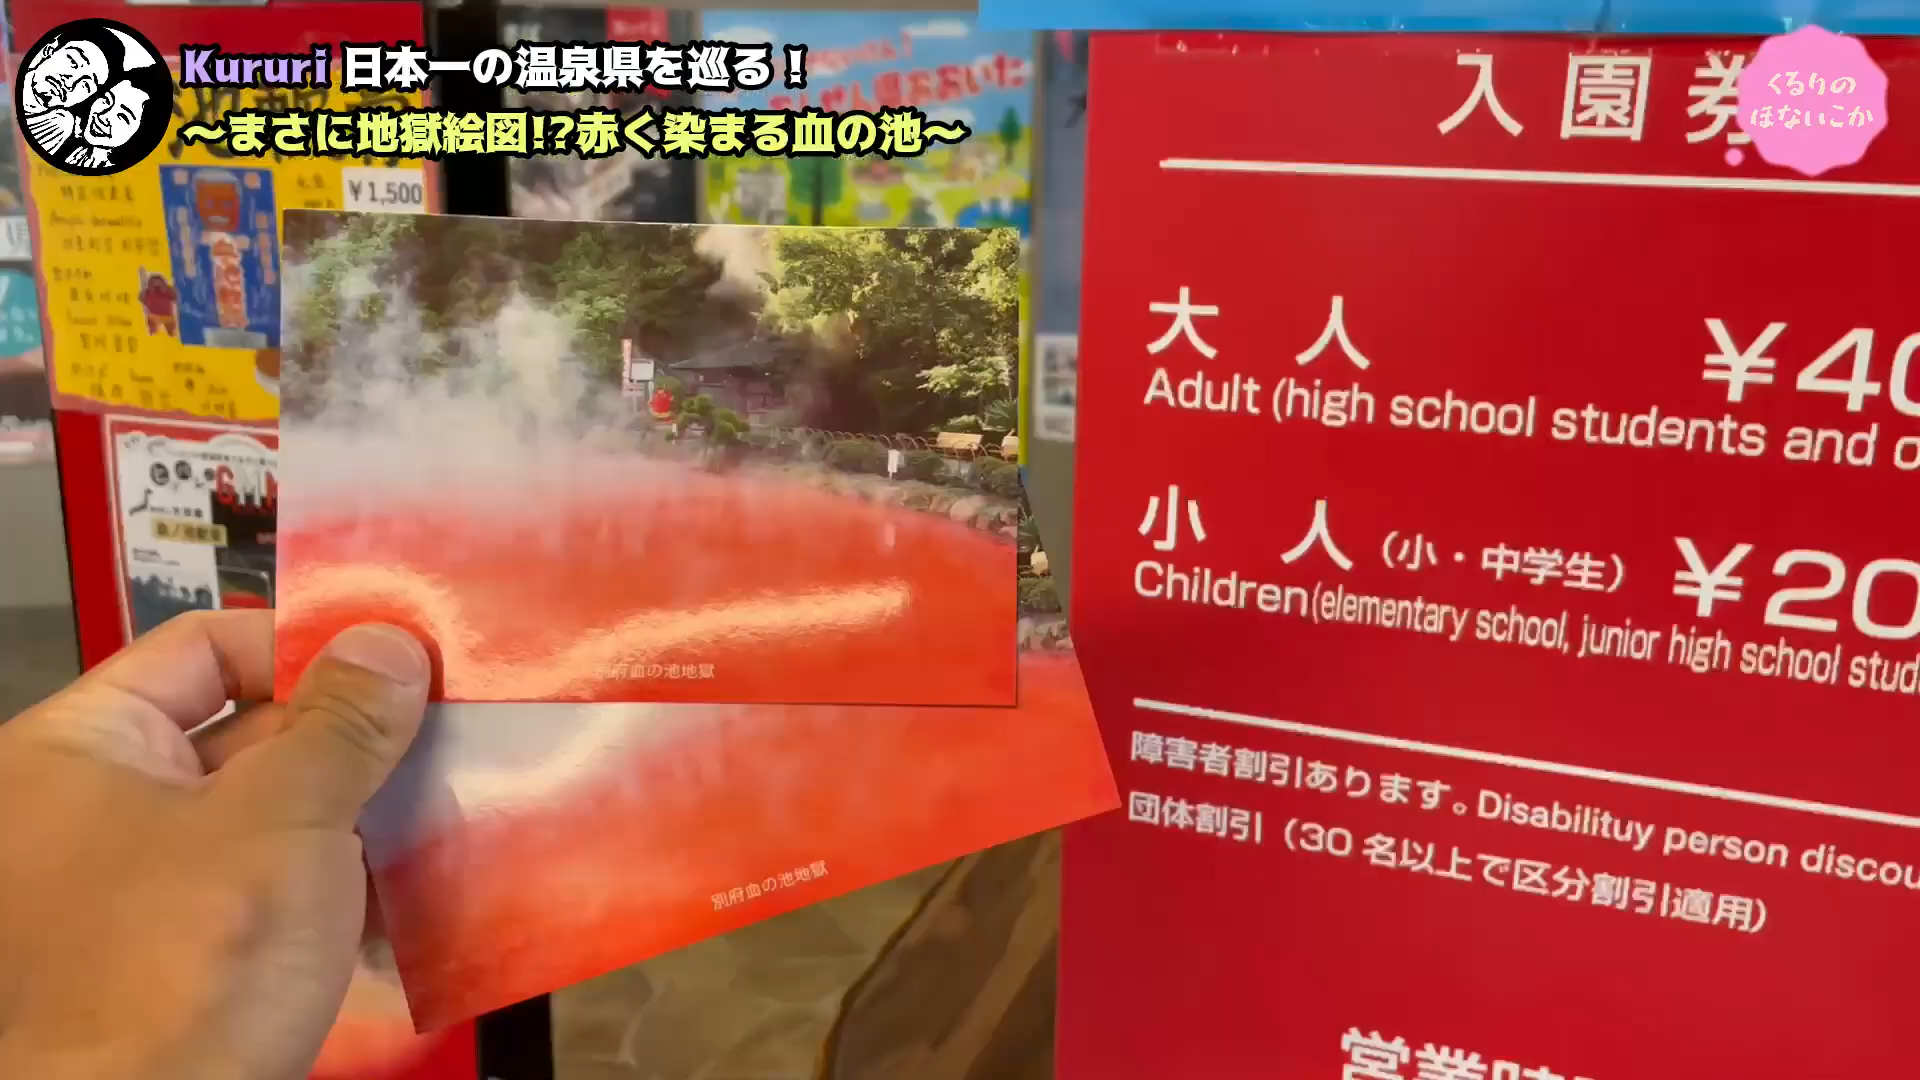 Kururi 日本一の温泉県を巡る！
～まさに地獄絵図!?赤く染まる血の池～
くるりの
ほないこか
¥1,500
別府血の池地獄
別府血の池地獄
入園券
大人 ¥40
Adult (high school students and o
小人（小・中学生） ¥20
Children(elementary school, junior high school stud
障害者割引あります。Disabilituy person discou
団体割引（30 名以上で区分割引適用）
営業時